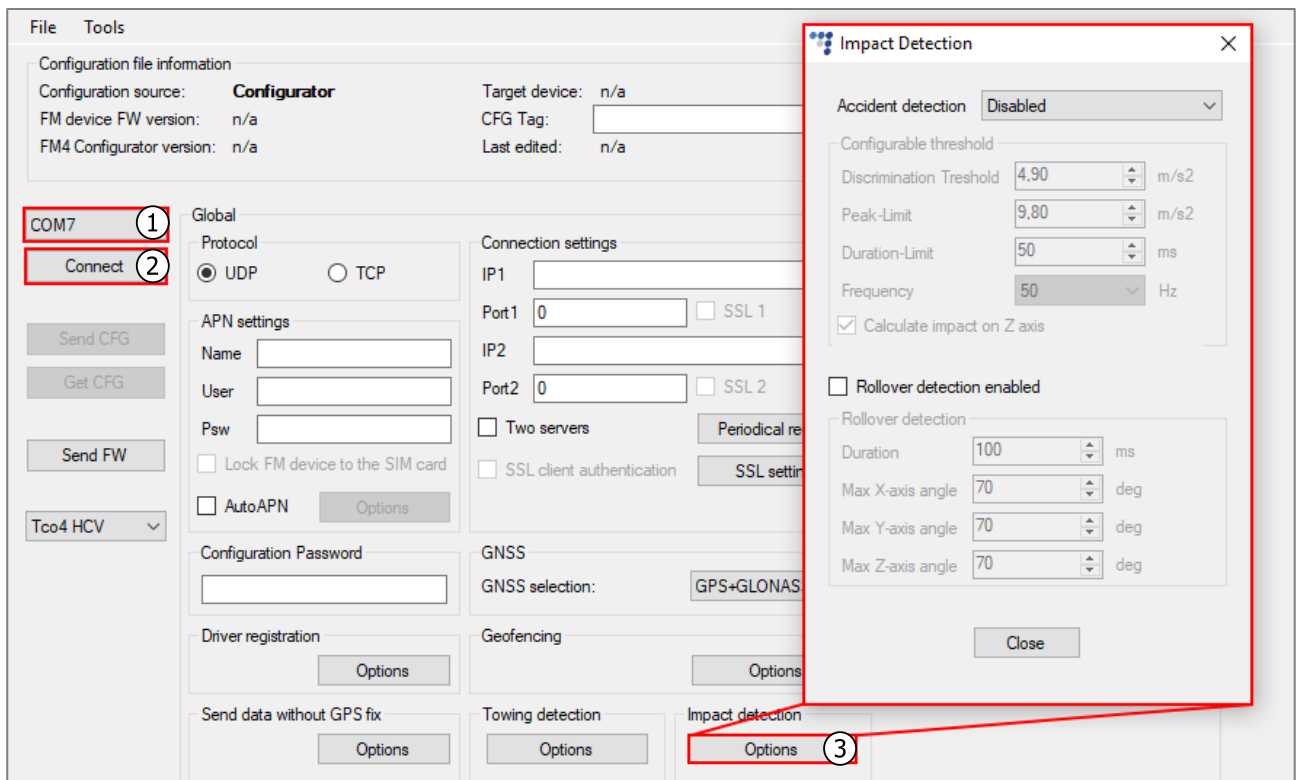 File Tools
Configuration file information
Configuration source: Configurator
Target device: n/a
FM device FW version: n/a
CFG Tag:
FM4 Configurator version: n/a
Last edited: n/a
COM7 1
Connect 2
Send CFG
Get CFG
Send FW
Tco4 HCV
Global
Protocol
UDP TCP
APN settings
Name
User
Psw
Lock FM device to the SIM card
AutoAPN Options
Configuration Password
Driver registration
Options
Send data without GPS fix
Options
Connection settings
IP1
Port1 0 SSL 1
IP2
Port2 0 SSL 2
Two servers Periodical re
SSL client authentication SSL settin
GNSS
GNSS selection: GPS+GLONAS
Geofencing
Options
Towing detection
Options
Impact detection
Options 3
Impact Detection
Accident detection Disabled
Configurable threshold
Discrimination Treshold 4,90 m/s2
Peak-Limit 9,80 m/s2
Duration-Limit 50 ms
Frequency 50 Hz
Calculate impact on Z axis
Rollover detection enabled
Rollover detection
Duration 100 ms
Max X-axis angle 70 deg
Max Y-axis angle 70 deg
Max Z-axis angle 70 deg
Close